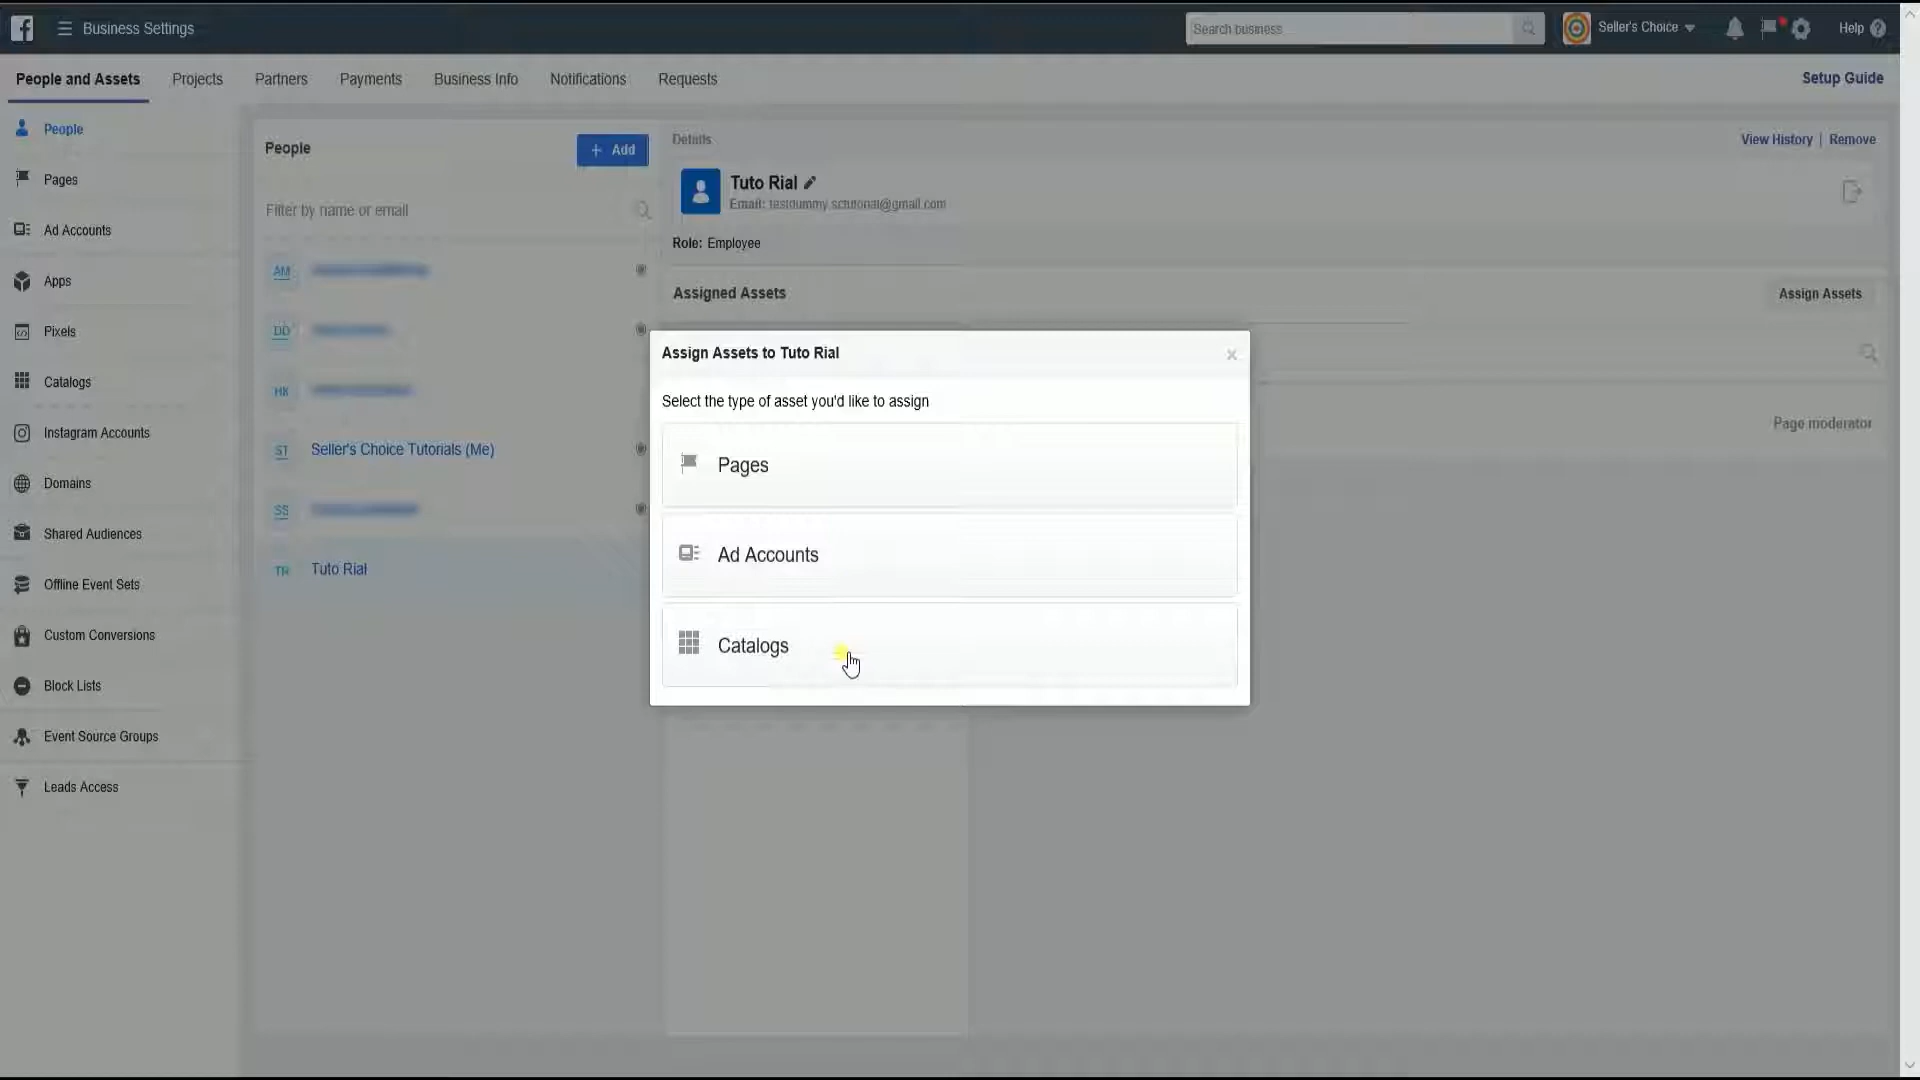 Business Settings
Search business
Seller's Choice
Help
People and Assets
Projects
Partners
Payments
Business Info
Notifications
Requests
Setup Guide
People
Pages
Ad Accounts
Apps
Pixels
Catalogs
Instagram Accounts
Domains
Shared Audiences
Offline Event Sets
Custom Conversions
Block Lists
Event Source Groups
Leads Access
People
+ Add
Filter by name or email
AM
DD
HK
ST Seller's Choice Tutorials (Me)
SS
TR Tuto Rial
Details
View History | Remove
Tuto Rial
Email: testdummy.sctutorial@gmail.com
Role: Employee
Assigned Assets
Assign Assets
Page moderator
Assign Assets to Tuto Rial
Select the type of asset you'd like to assign
Pages
Ad Accounts
Catalogs